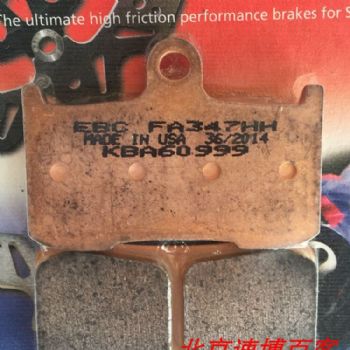 The ultimate high friction performance brakes for S
EBC FA347HH
MADE IN USA 36/2014
KBA60999
北京迪博百客